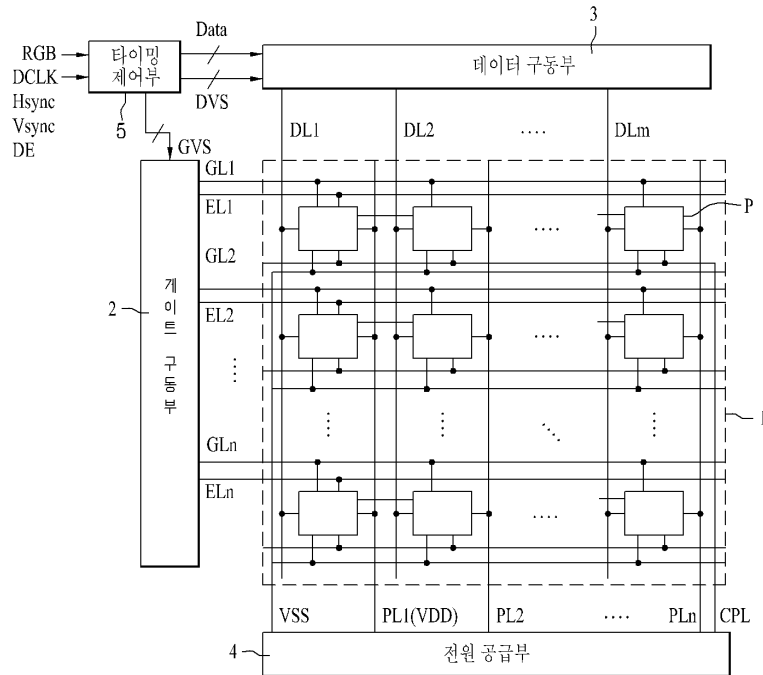 3
Data
RGB
타이밍
제어부
데이터 구동부
DCLK
Hsync
5
DVS
Vsync
DE
GVS
DL1
DL2
....
DLm
GL1
EL1
P
....
GL2
2
게이트 구동부
EL2
....
....
....
....
....
....
GLn
ELn
....
VSS
PL1(VDD)
PL2
....
PLn
CPL
4
전원 공급부